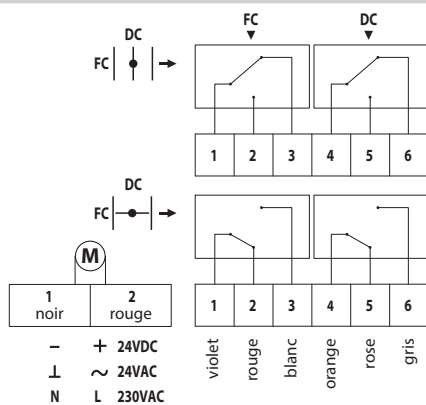 FC DC
▼ ▼
DC
FC
1 2 3 4 5 6
DC
FC
M
1 2
noir rouge
1 2 3 4 5 6
violet rouge blanc orange rose gris
− + 24VDC
⊥ ~ 24VAC
N L 230VAC